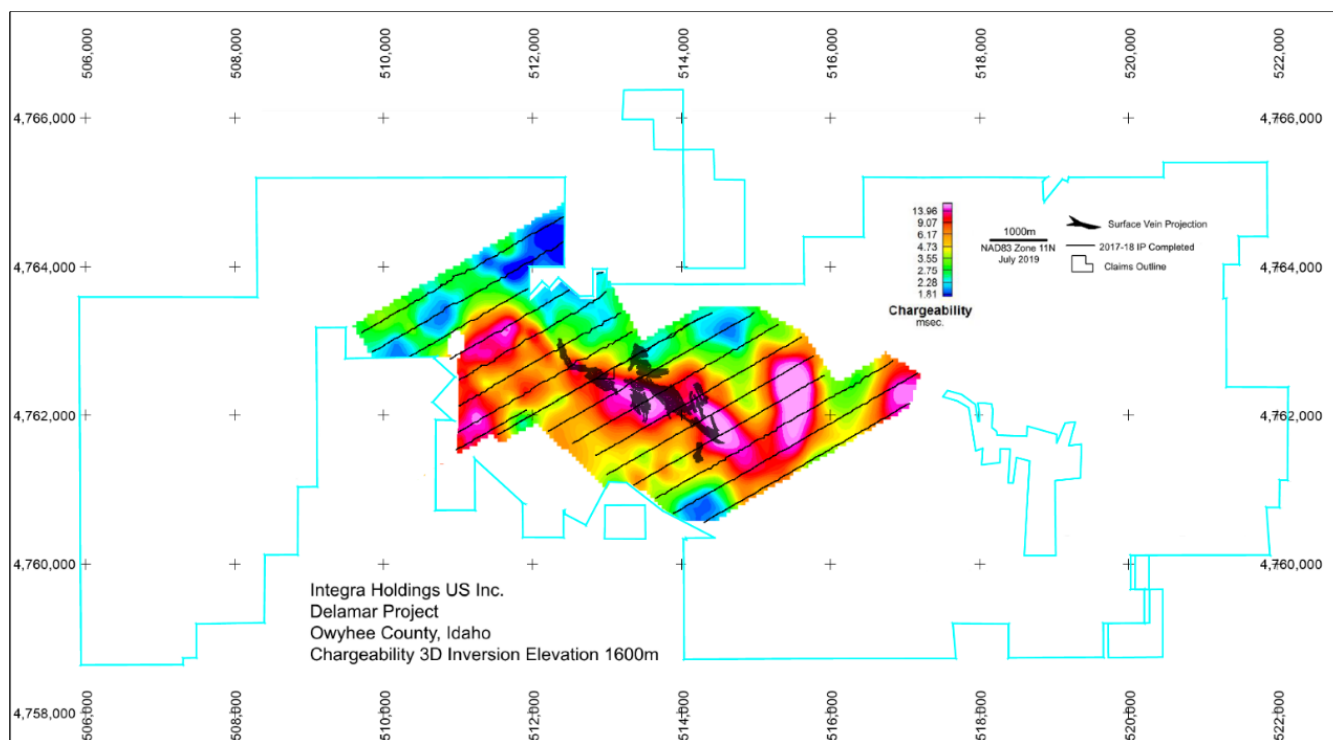 506,000 508,000 510,000 512,000 514,000 516,000 518,000 520,000 522,000
4,766,000 4,766,000
13.96
9.07
6.17
4.73
3.55
2.75
2.28
1.81
Chargeability
msec.
1000m
NAD83 Zone 11N
July 2019
Surface Vein Projection
2017-18 IP Completed
Claims Outline
4,764,000 4,764,000
4,762,000 4,762,000
4,760,000 4,760,000
Integra Holdings US Inc.
Delamar Project
Owyhee County, Idaho
Chargeability 3D Inversion Elevation 1600m
4,758,000 4,758,000
506,000 508,000 510,000 512,000 514,000 516,000 518,000 520,000 522,000